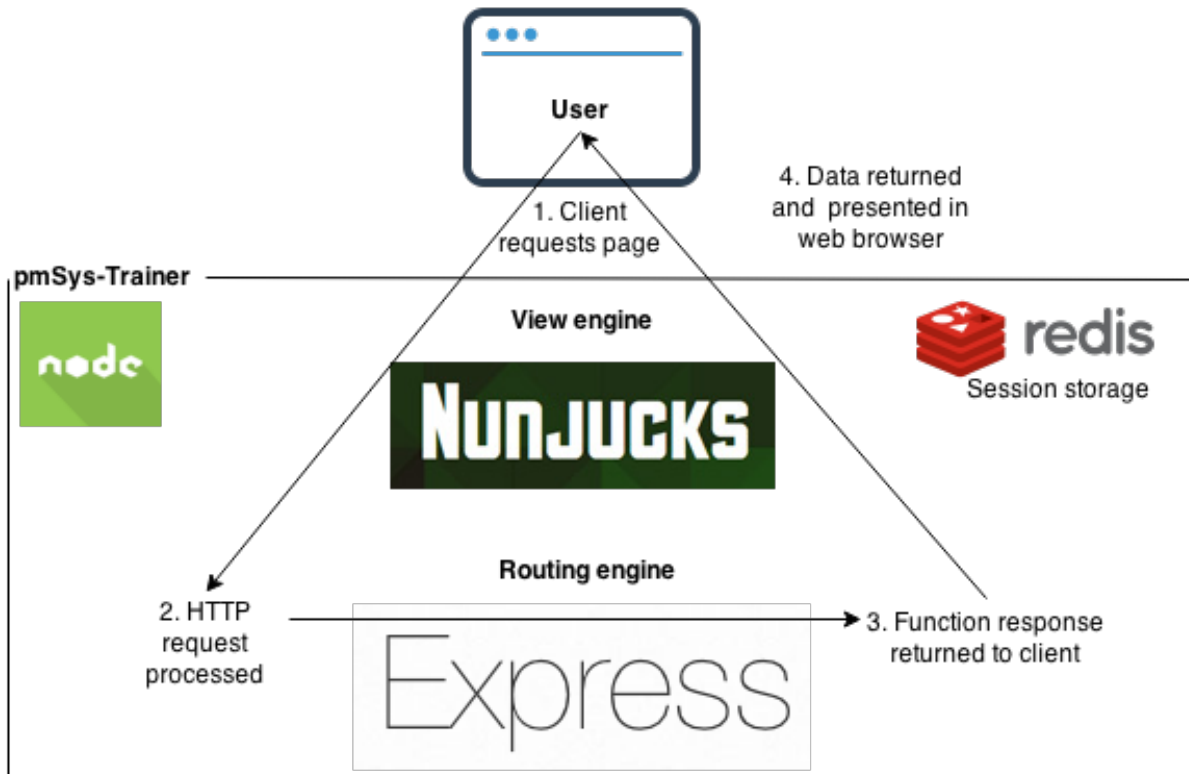 User
1. Client
requests page
4. Data returned
and presented in
web browser
pmSys-Trainer
node
View engine
NUNJUCKS
redis
Session storage
Routing engine
2. HTTP
request
processed
Express
3. Function response
returned to client